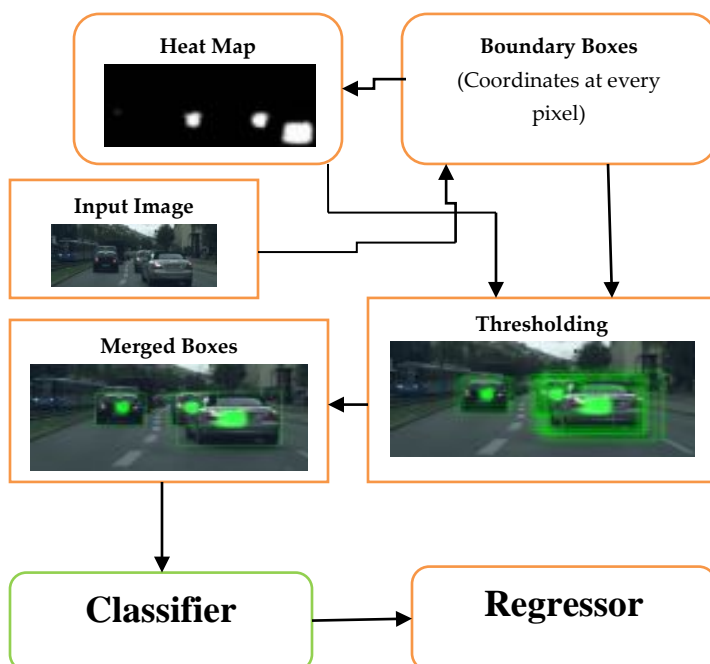 Heat Map
Boundary Boxes
(Coordinates at every
pixel)
Input Image
Thresholding
Merged Boxes
Classifier
Regressor